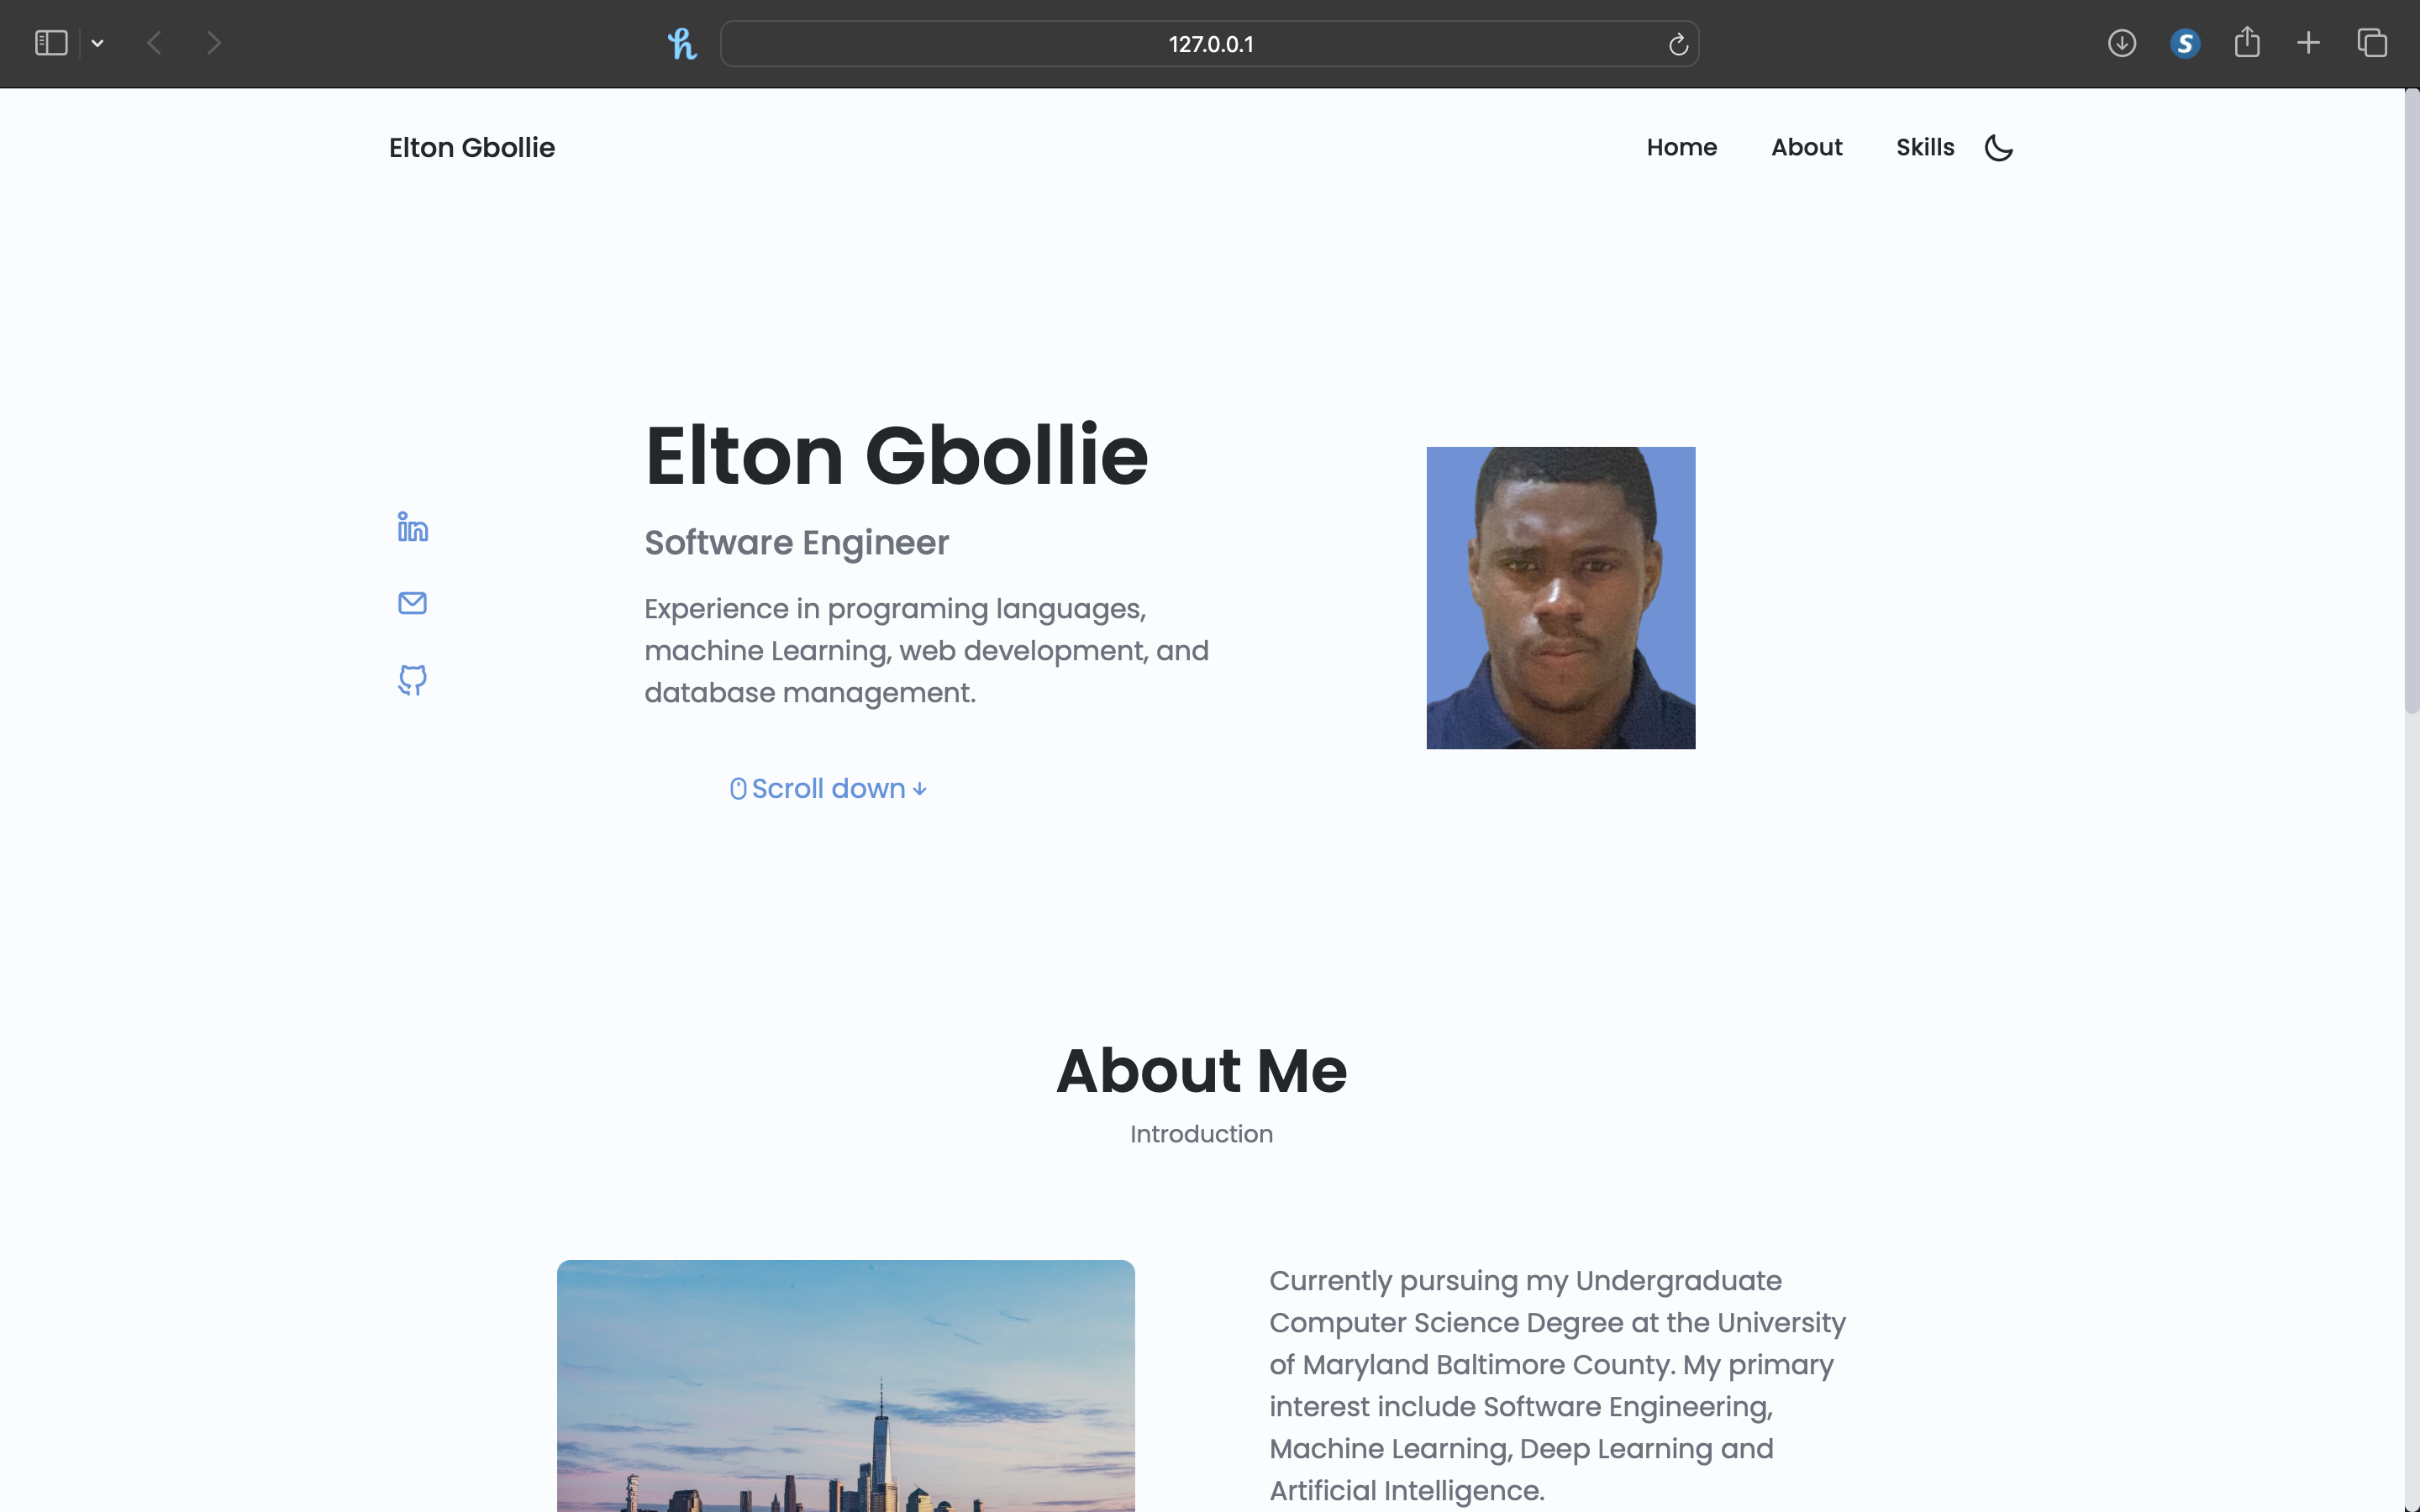 127.0.0.1
Elton Gbollie
Home About Skills
Elton Gbollie
Software Engineer
Experience in programing languages,
machine Learning, web development, and
database management.
Scroll down
About Me
Introduction
Currently pursuing my Undergraduate
Computer Science Degree at the University
of Maryland Baltimore County. My primary
interest include Software Engineering,
Machine Learning, Deep Learning and
Artificial Intelligence.